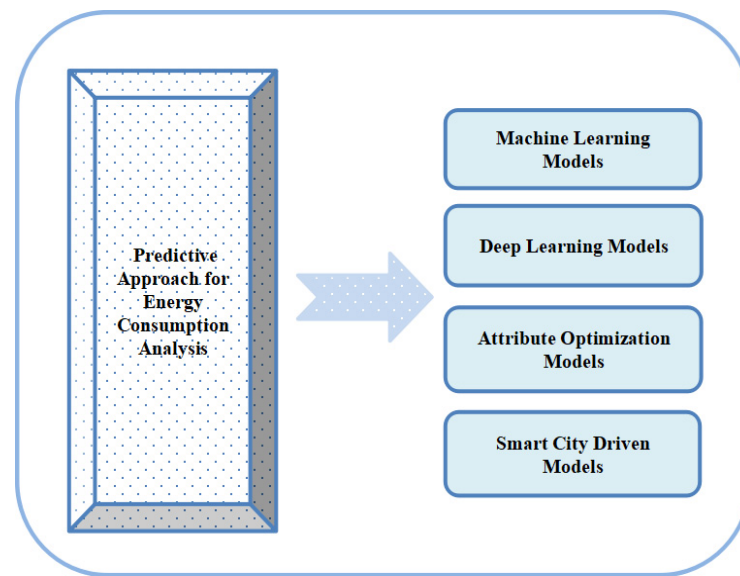 Predictive
Approach for
Energy
Consumption
Analysis
Machine Learning
Models
Deep Learning Models
Attribute Optimization
Models
Smart City Driven
Models